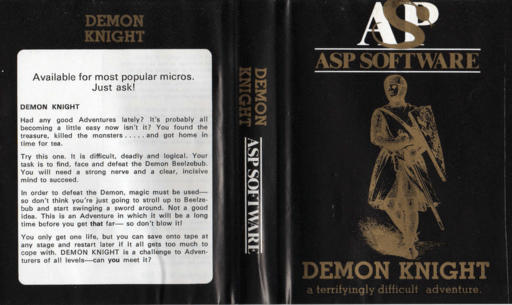 DEMON
KNIGHT
Available for most popular micros.
Just ask!
DEMON KNIGHT
Had any good Adventures lately? It's probably all
becoming a little easy now isn't it? You found the
treasure, killed the monsters.....and got home in
time for tea.
Try this one. It is difficult, deadly and logical. Your
task is to find, face and defeat the Demon Beelzebub.
You will need a strong nerve and a clear, incisive
mind to succeed.
In order to defeat the Demon, magic must be used—
so don't think you're just going to stroll up to Beelze-
bub and start swinging a sword around. Not a good
idea. This is an Adventure in which it will be a long
time before you get that far— so don't blow it!
You only get one life, but you can save onto tape at
any stage and restart later if it all gets too much to
cope with. DEMON KNIGHT is a challenge to Adven-
turers of all levels—can you meet it?
DEMON
KNIGHT
ASP SOFTWARE
ASP
ASP SOFTWARE
DEMON KNIGHT
a terrifyingly difficult adventure.